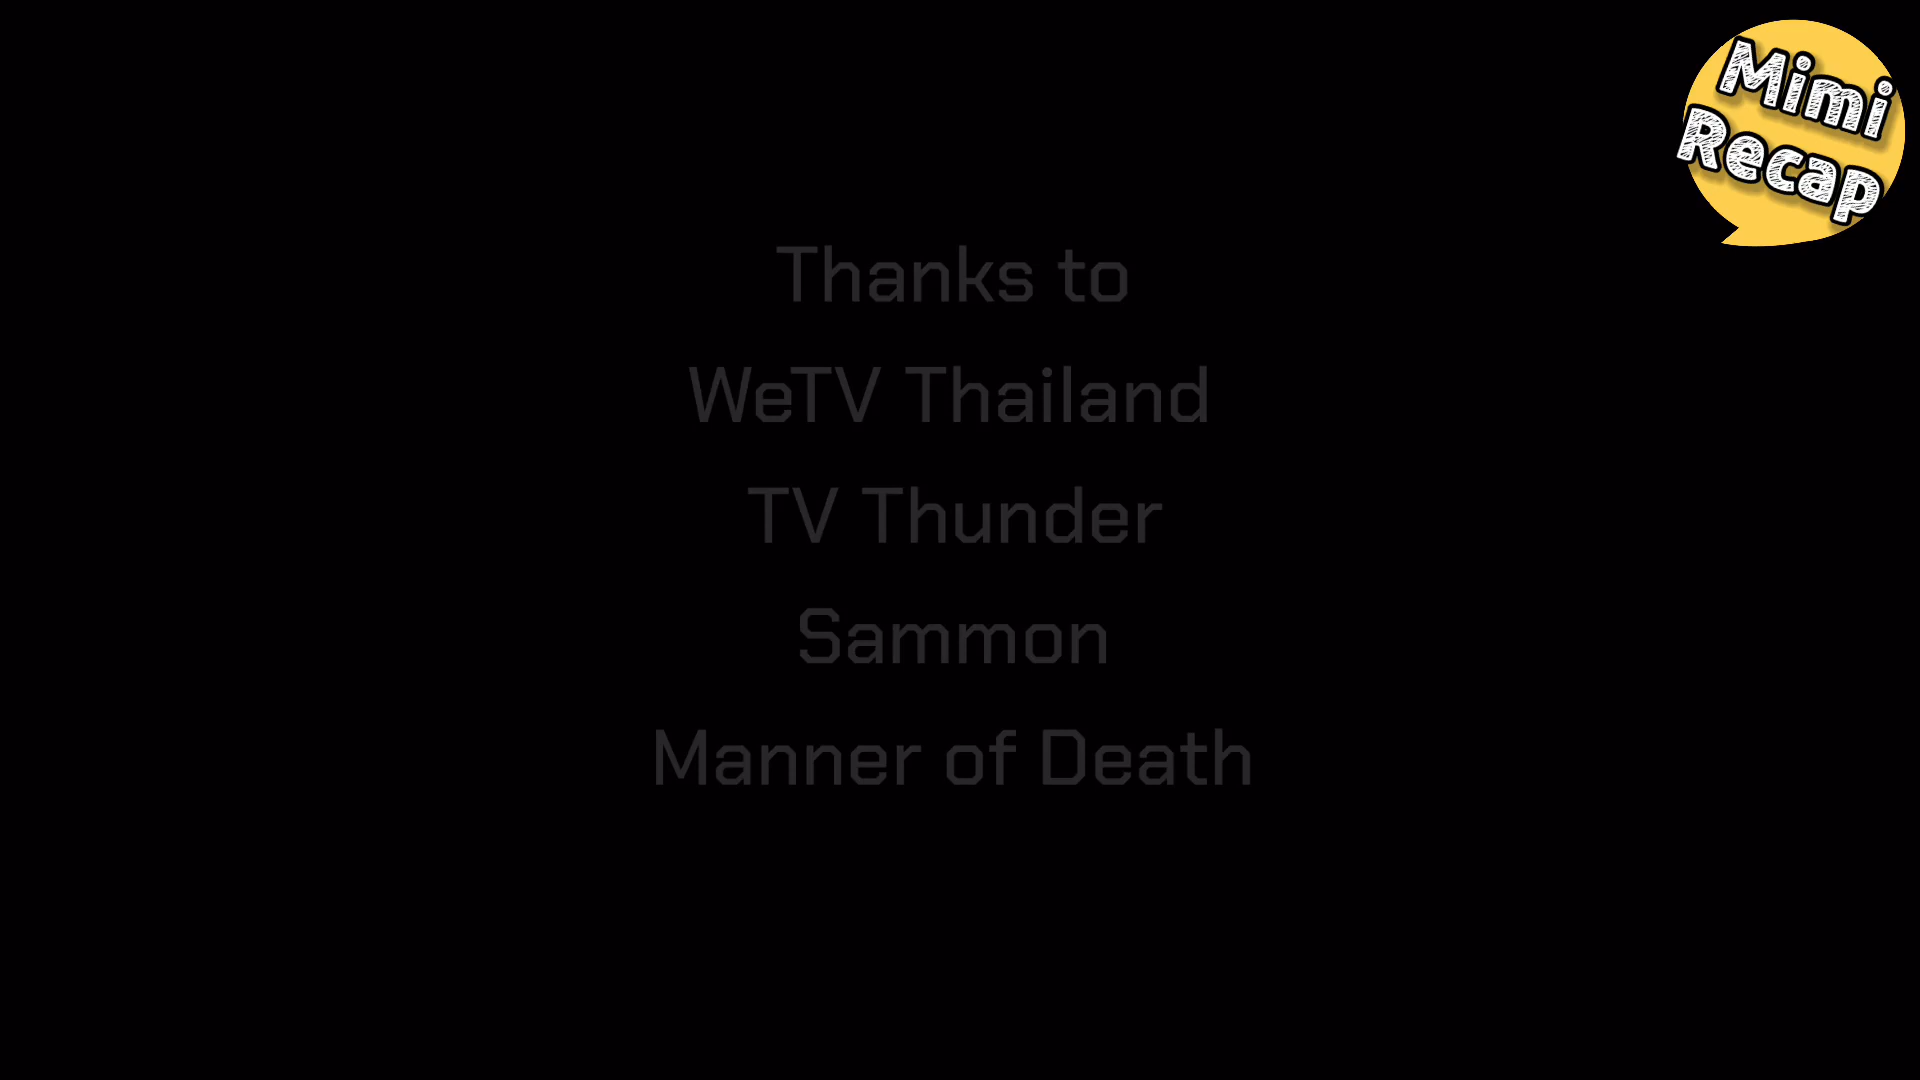 Mimi
Recap
Thanks to
WeTV Thailand
TV Thunder
Sammon
Manner of Death